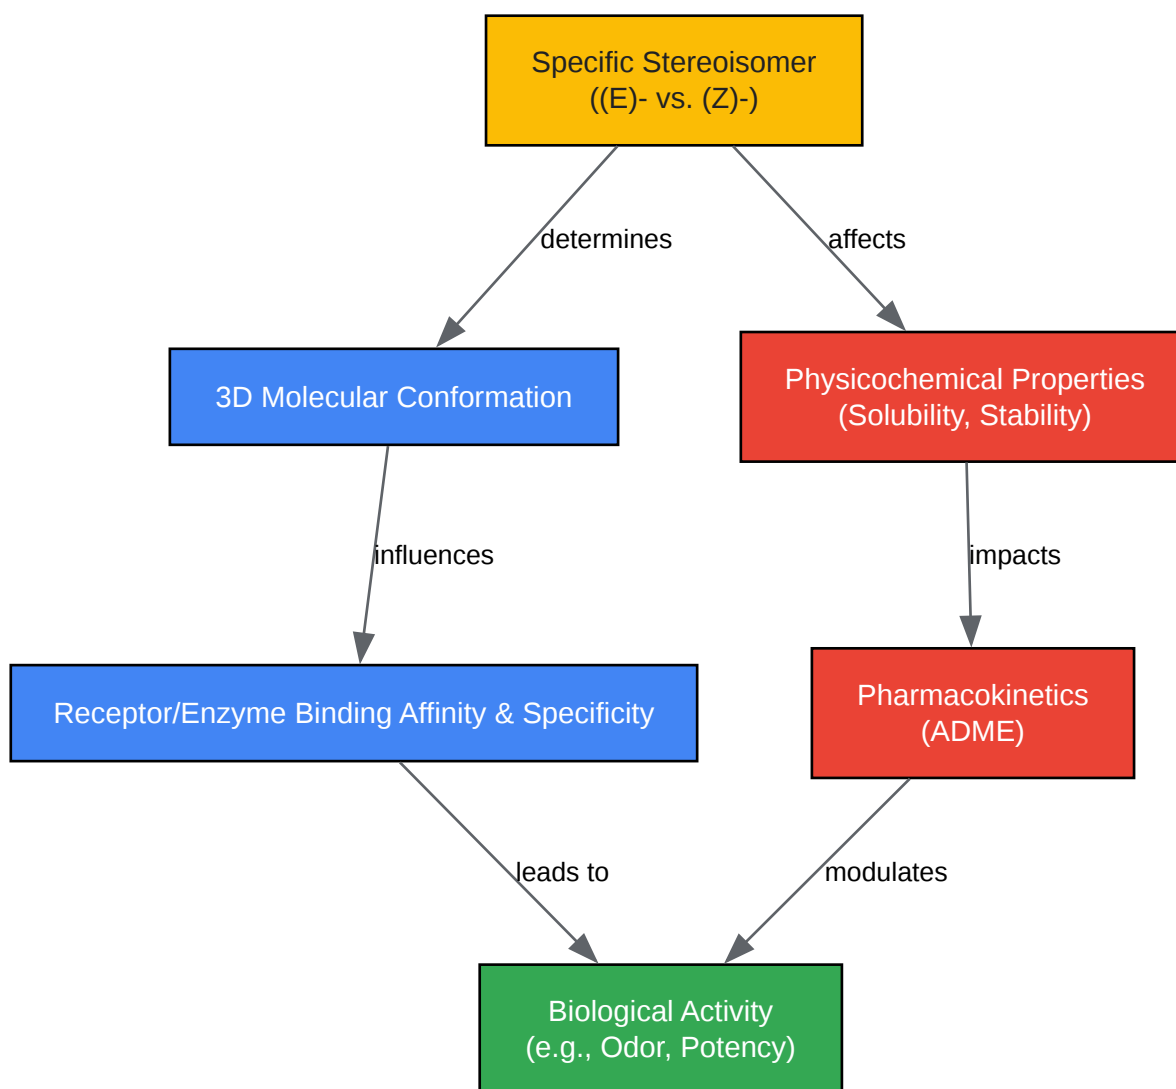 Specific Stereoisomer
((E)- vs. (Z)-)
determines
affects
3D Molecular Conformation
Physicochemical Properties
(Solubility, Stability)
influences
impacts
Receptor/Enzyme Binding Affinity & Specificity
Pharmacokinetics
(ADME)
leads to
modulates
Biological Activity
(e.g., Odor, Potency)